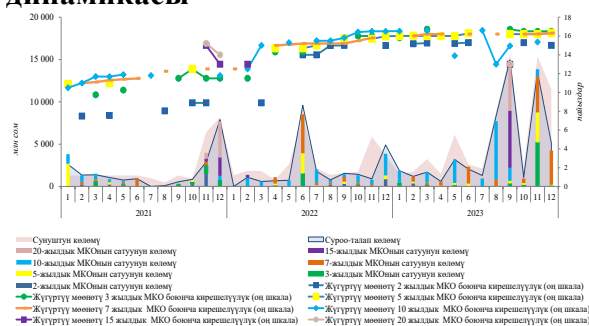 динамикасы
20 000
15 000
10 000
5 000
0
млн сом
18
16
14
12
10
8
6
4
2
0
пайыздар
1 2 3 4 5 6 7 8 9 10 11 12 1 2 3 4 5 6 7 8 9 10 11 12 1 2 3 4 5 6 7 8 9 10 11 12
2021 2022 2023
Сунуштун көлөмү Суроо-талап көлөмү
20-жылдык МКОнын сатуунун көлөмү 15-жылдык МКОнын сатуунун көлөмү
10-жылдык МКОнын сатуунун көлөмү 7-жылдык МКОнын сатуунун көлөмү
5-жылдык МКОнын сатуунун көлөмү 3-жылдык МКОнын сатуунун көлөмү
2-жылдык МКОнын сатуунун көлөмү Жүгүртүү мөөнөтү 2 жылдык МКО боюнча кирешелүүлүк (оң шкала)
Жүгүртүү мөөнөтү 3 жылдык МКО боюнча кирешелүүлүк (оң шкала) Жүгүртүү мөөнөтү 5 жылдык МКО боюнча кирешелүүлүк (оң шкала)
Жүгүртүү мөөнөтү 7 жылдык МКО боюнча кирешелүүлүк (оң шкала) Жүгүртүү мөөнөтү 10 жылдык МКО боюнча кирешелүүлүк (оң шкала)
Жүгүртүү мөөнөтү 15 жылдык МКО боюнча кирешелүүлүк (оң шкала) Жүгүртүү мөөнөтү 20 жылдык МКО боюнча кирешелүүлүк (оң шкала)